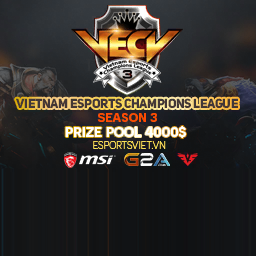 VECL
Vietnam Esports
Champions League
3
VIETNAM ESPORTS CHAMPIONS LEAGUE
SEASON 3
PRIZE POOL 4000$
ESPORTSVIET.VN
msi G2A